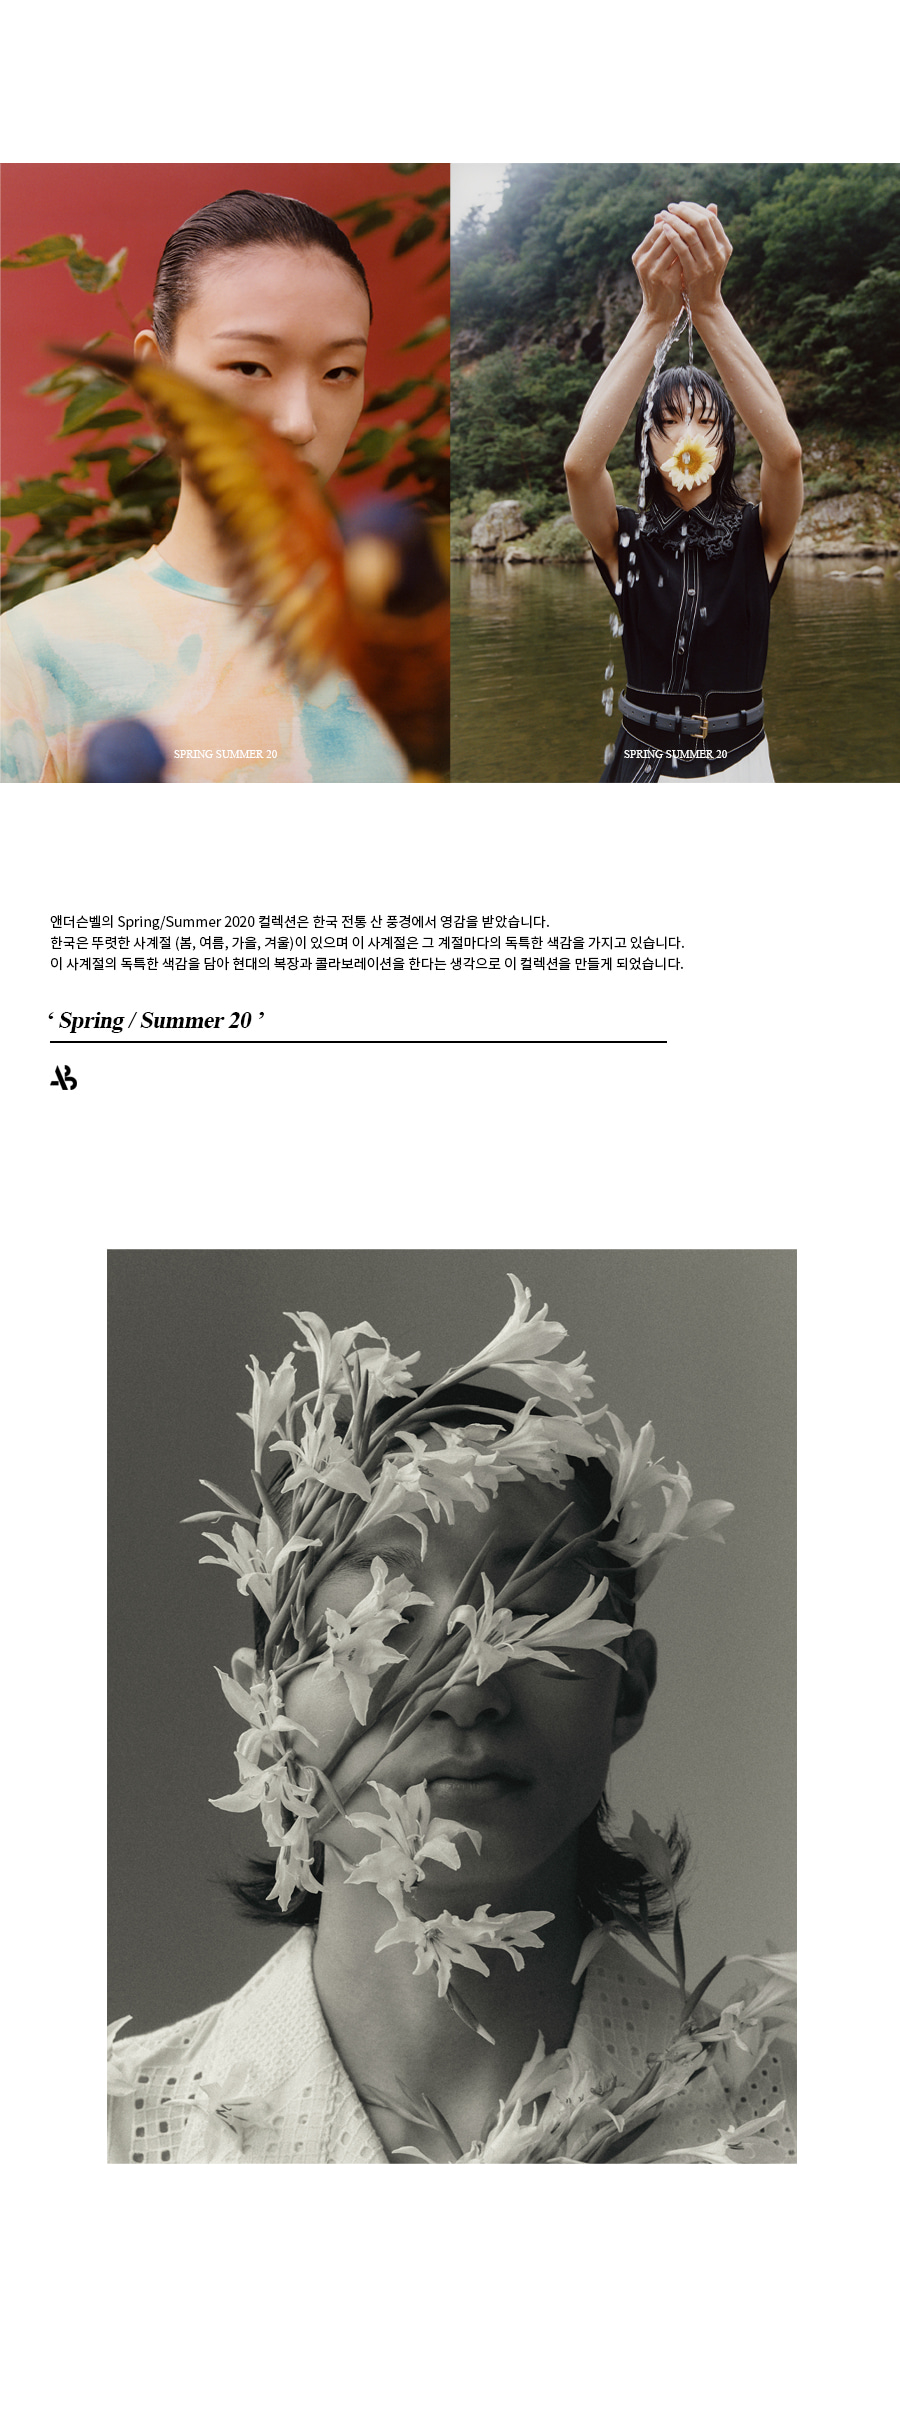 SPRING SUMMER 20
SPRING SUMMER 20
앤더슨벨의 Spring/Summer 2020 컬렉션은 한국 전통 산 풍경에서 영감을 받았습니다.
한국은 뚜렷한 사계절 (봄, 여름, 가을, 겨울)이 있으며 이 사계절은 그 계절마다의 독특한 색감을 가지고 있습니다.
이 사계절의 독특한 색감을 담아 현대의 복장과 콜라보레이션을 한다는 생각으로 이 컬렉션을 만들게 되었습니다.
‘ Spring / Summer 20 ’
AB